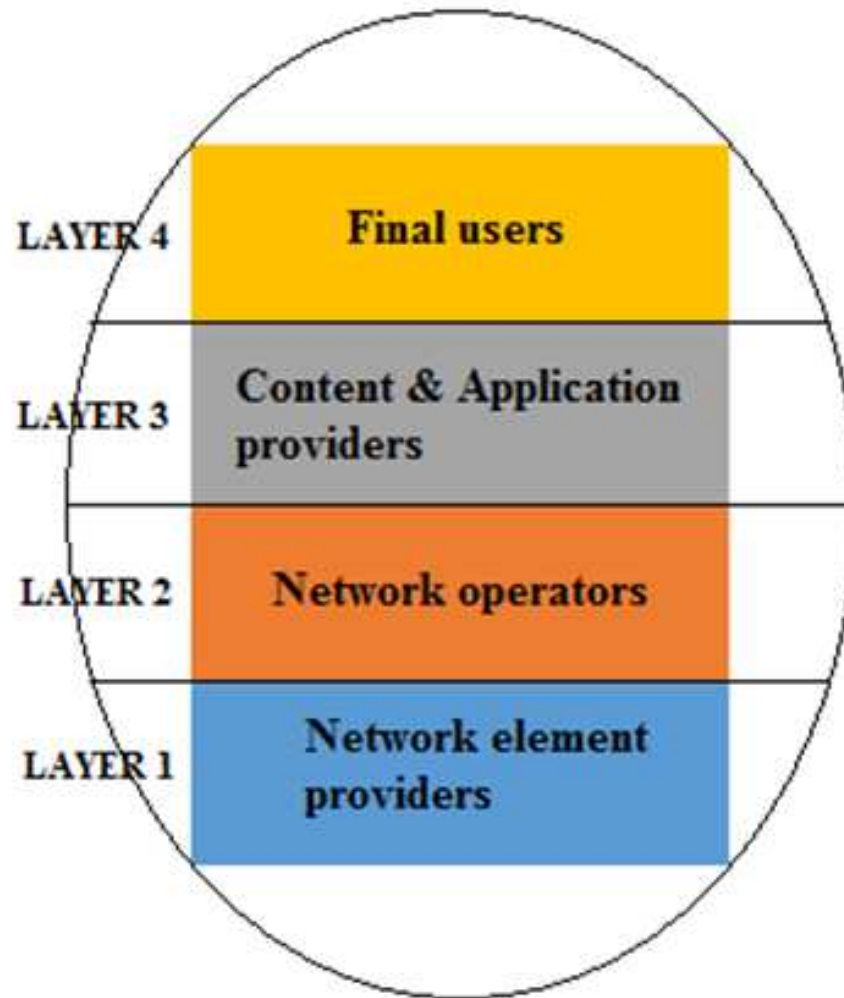 LAYER 4
Final users
LAYER 3
Content & Application
providers
LAYER 2
Network operators
LAYER 1
Network element
providers